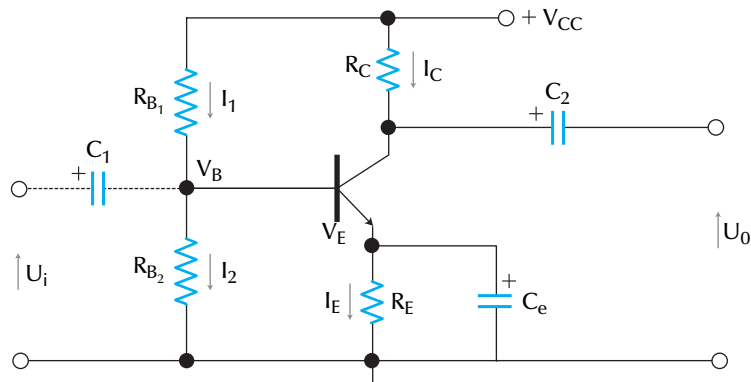 + V_CC
R_C
I_C
R_B1
I_1
C_2
+
C_1
+
V_B
V_E
U_0
R_B2
I_2
U_i
I_E
R_E
+
C_e